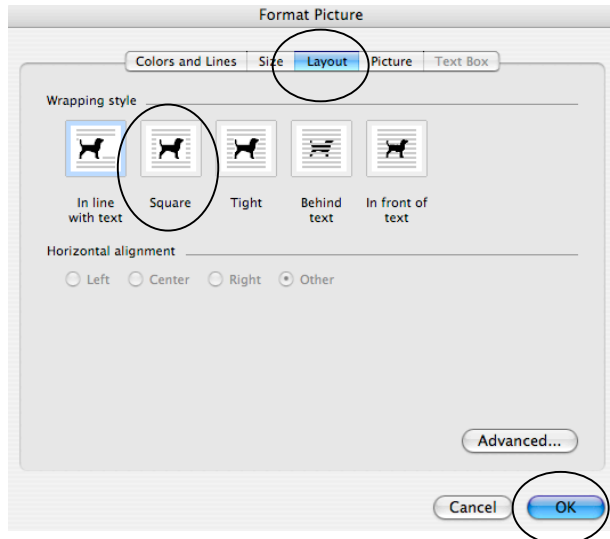 Format Picture
Colors and Lines Size Layout Picture Text Box
Wrapping style
In line with text Square Tight Behind text In front of text
Horizontal alignment
Left Center Right Other
Advanced...
Cancel OK